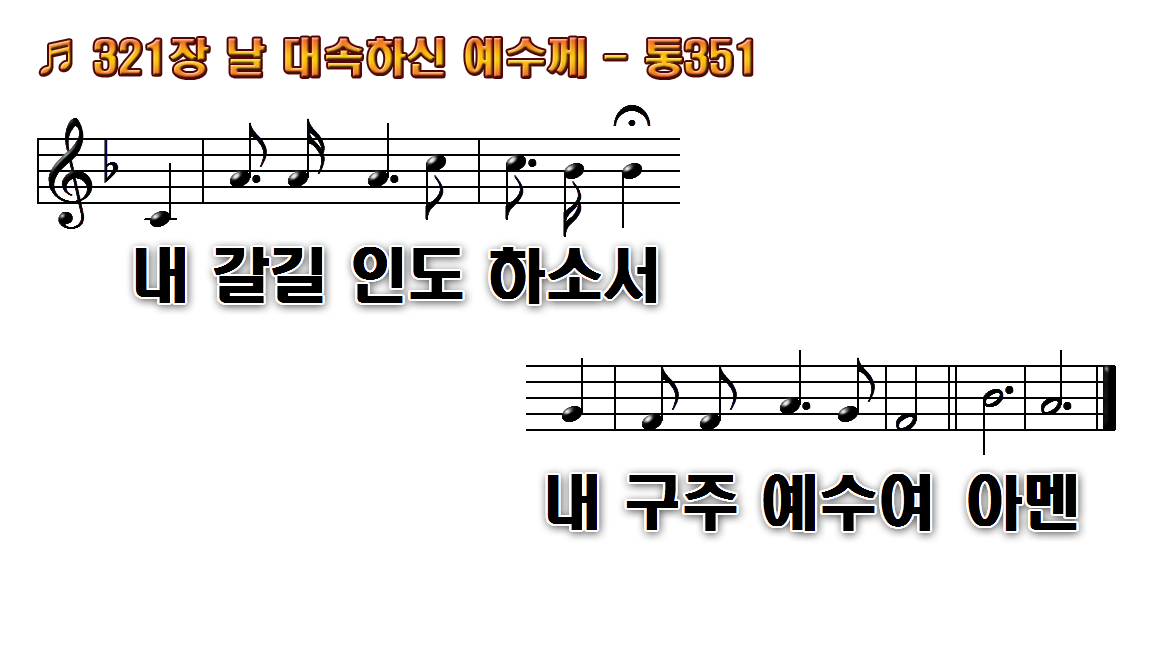 ♬ 321장 날 대속하신 예수께 - 통351
내 갈길 인도 하소서
내 구주 예수여 아멘